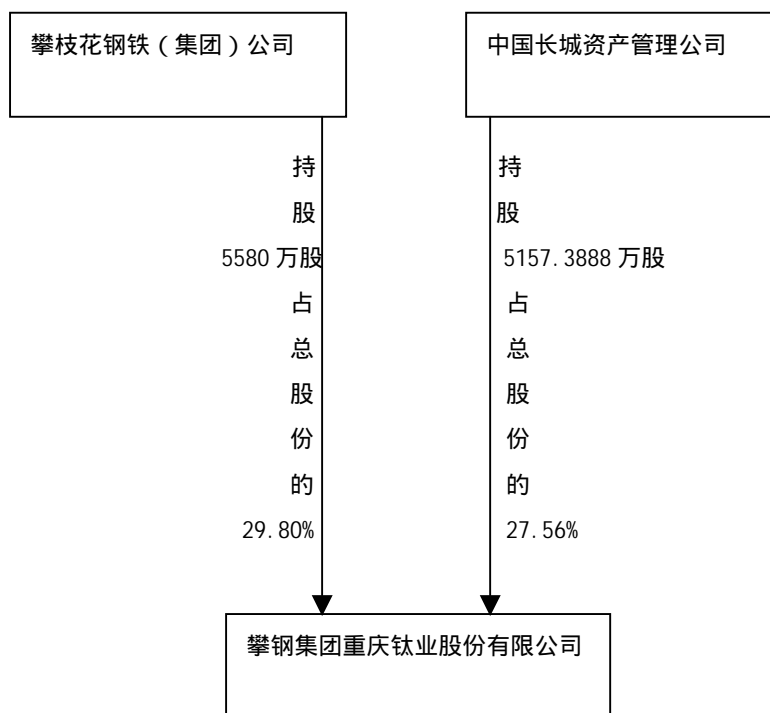 攀枝花钢铁（集团）公司
中国长城资产管理公司
持
股
5580 万股
占
总
股
份
的
29.80%
持
股
5157.3888 万股
占
总
股
份
的
27.56%
攀钢集团重庆钛业股份有限公司